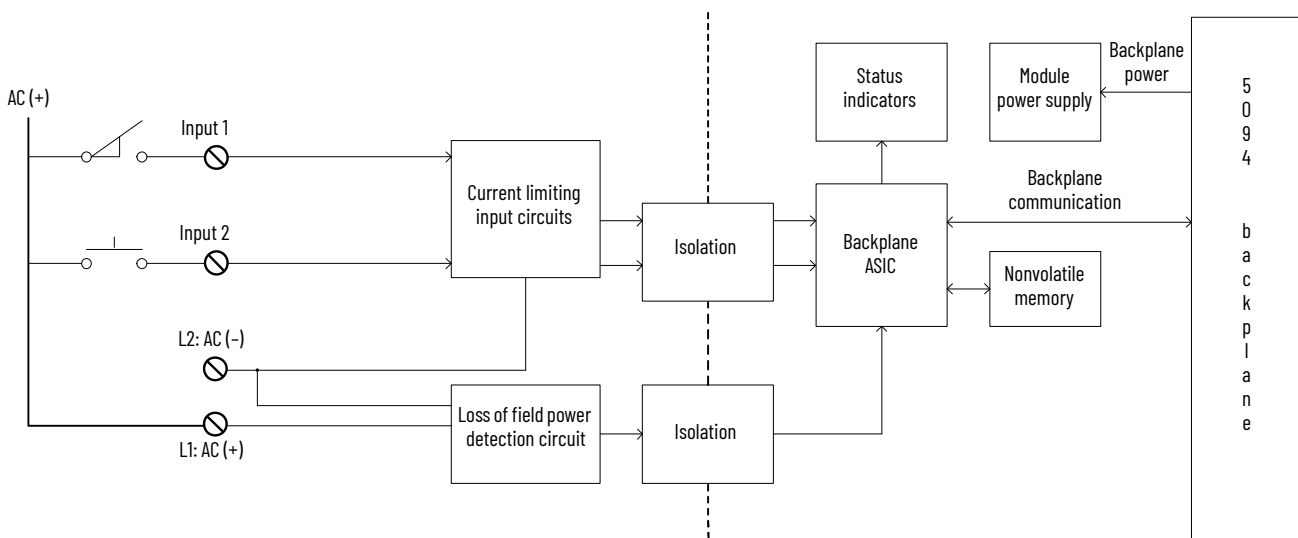 AC (+)
Input 1
Input 2
L2: AC (–)
L1: AC (+)
Current limiting
input circuits
Loss of field power
detection circuit
Isolation
Isolation
Status
indicators
Backplane
ASIC
Module
power supply
Nonvolatile
memory
Backplane
power
Backplane
communication
5
0
9
4
b
a
c
k
p
l
a
n
e